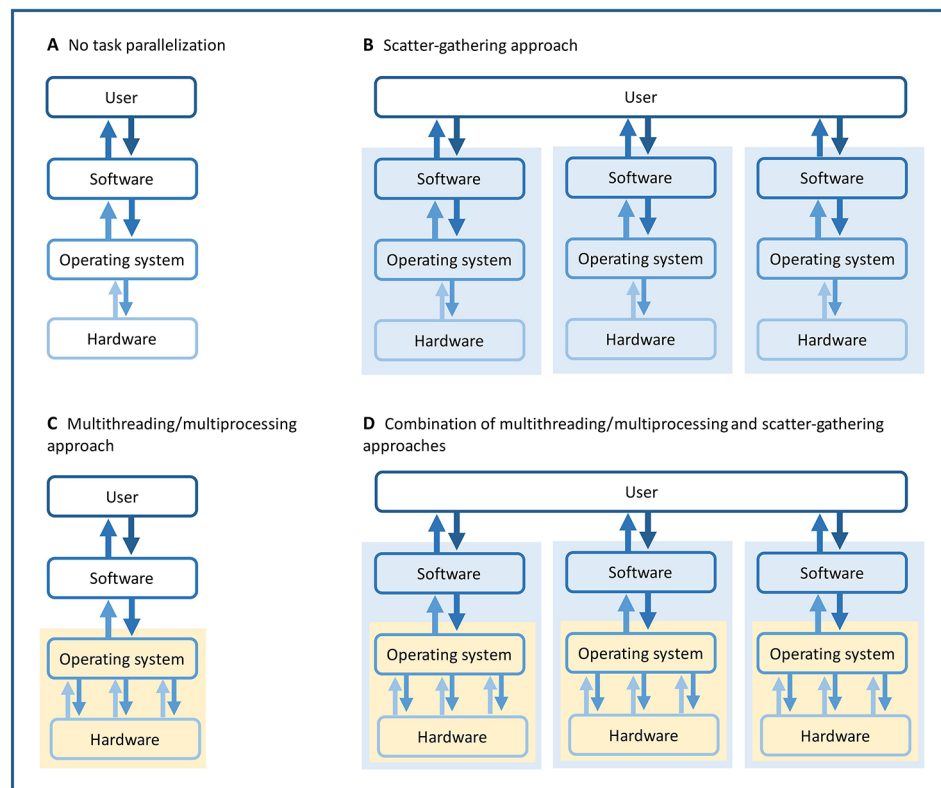 A No task parallelization
User
Software
Operating system
Hardware
B Scatter-gathering approach
User
Software
Software
Software
Operating system
Operating system
Operating system
Hardware
Hardware
Hardware
C Multithreading/multiprocessing
approach
User
Software
Operating system
Hardware
D Combination of multithreading/multiprocessing and scatter-gathering
approaches
User
Software
Software
Software
Operating system
Operating system
Operating system
Hardware
Hardware
Hardware